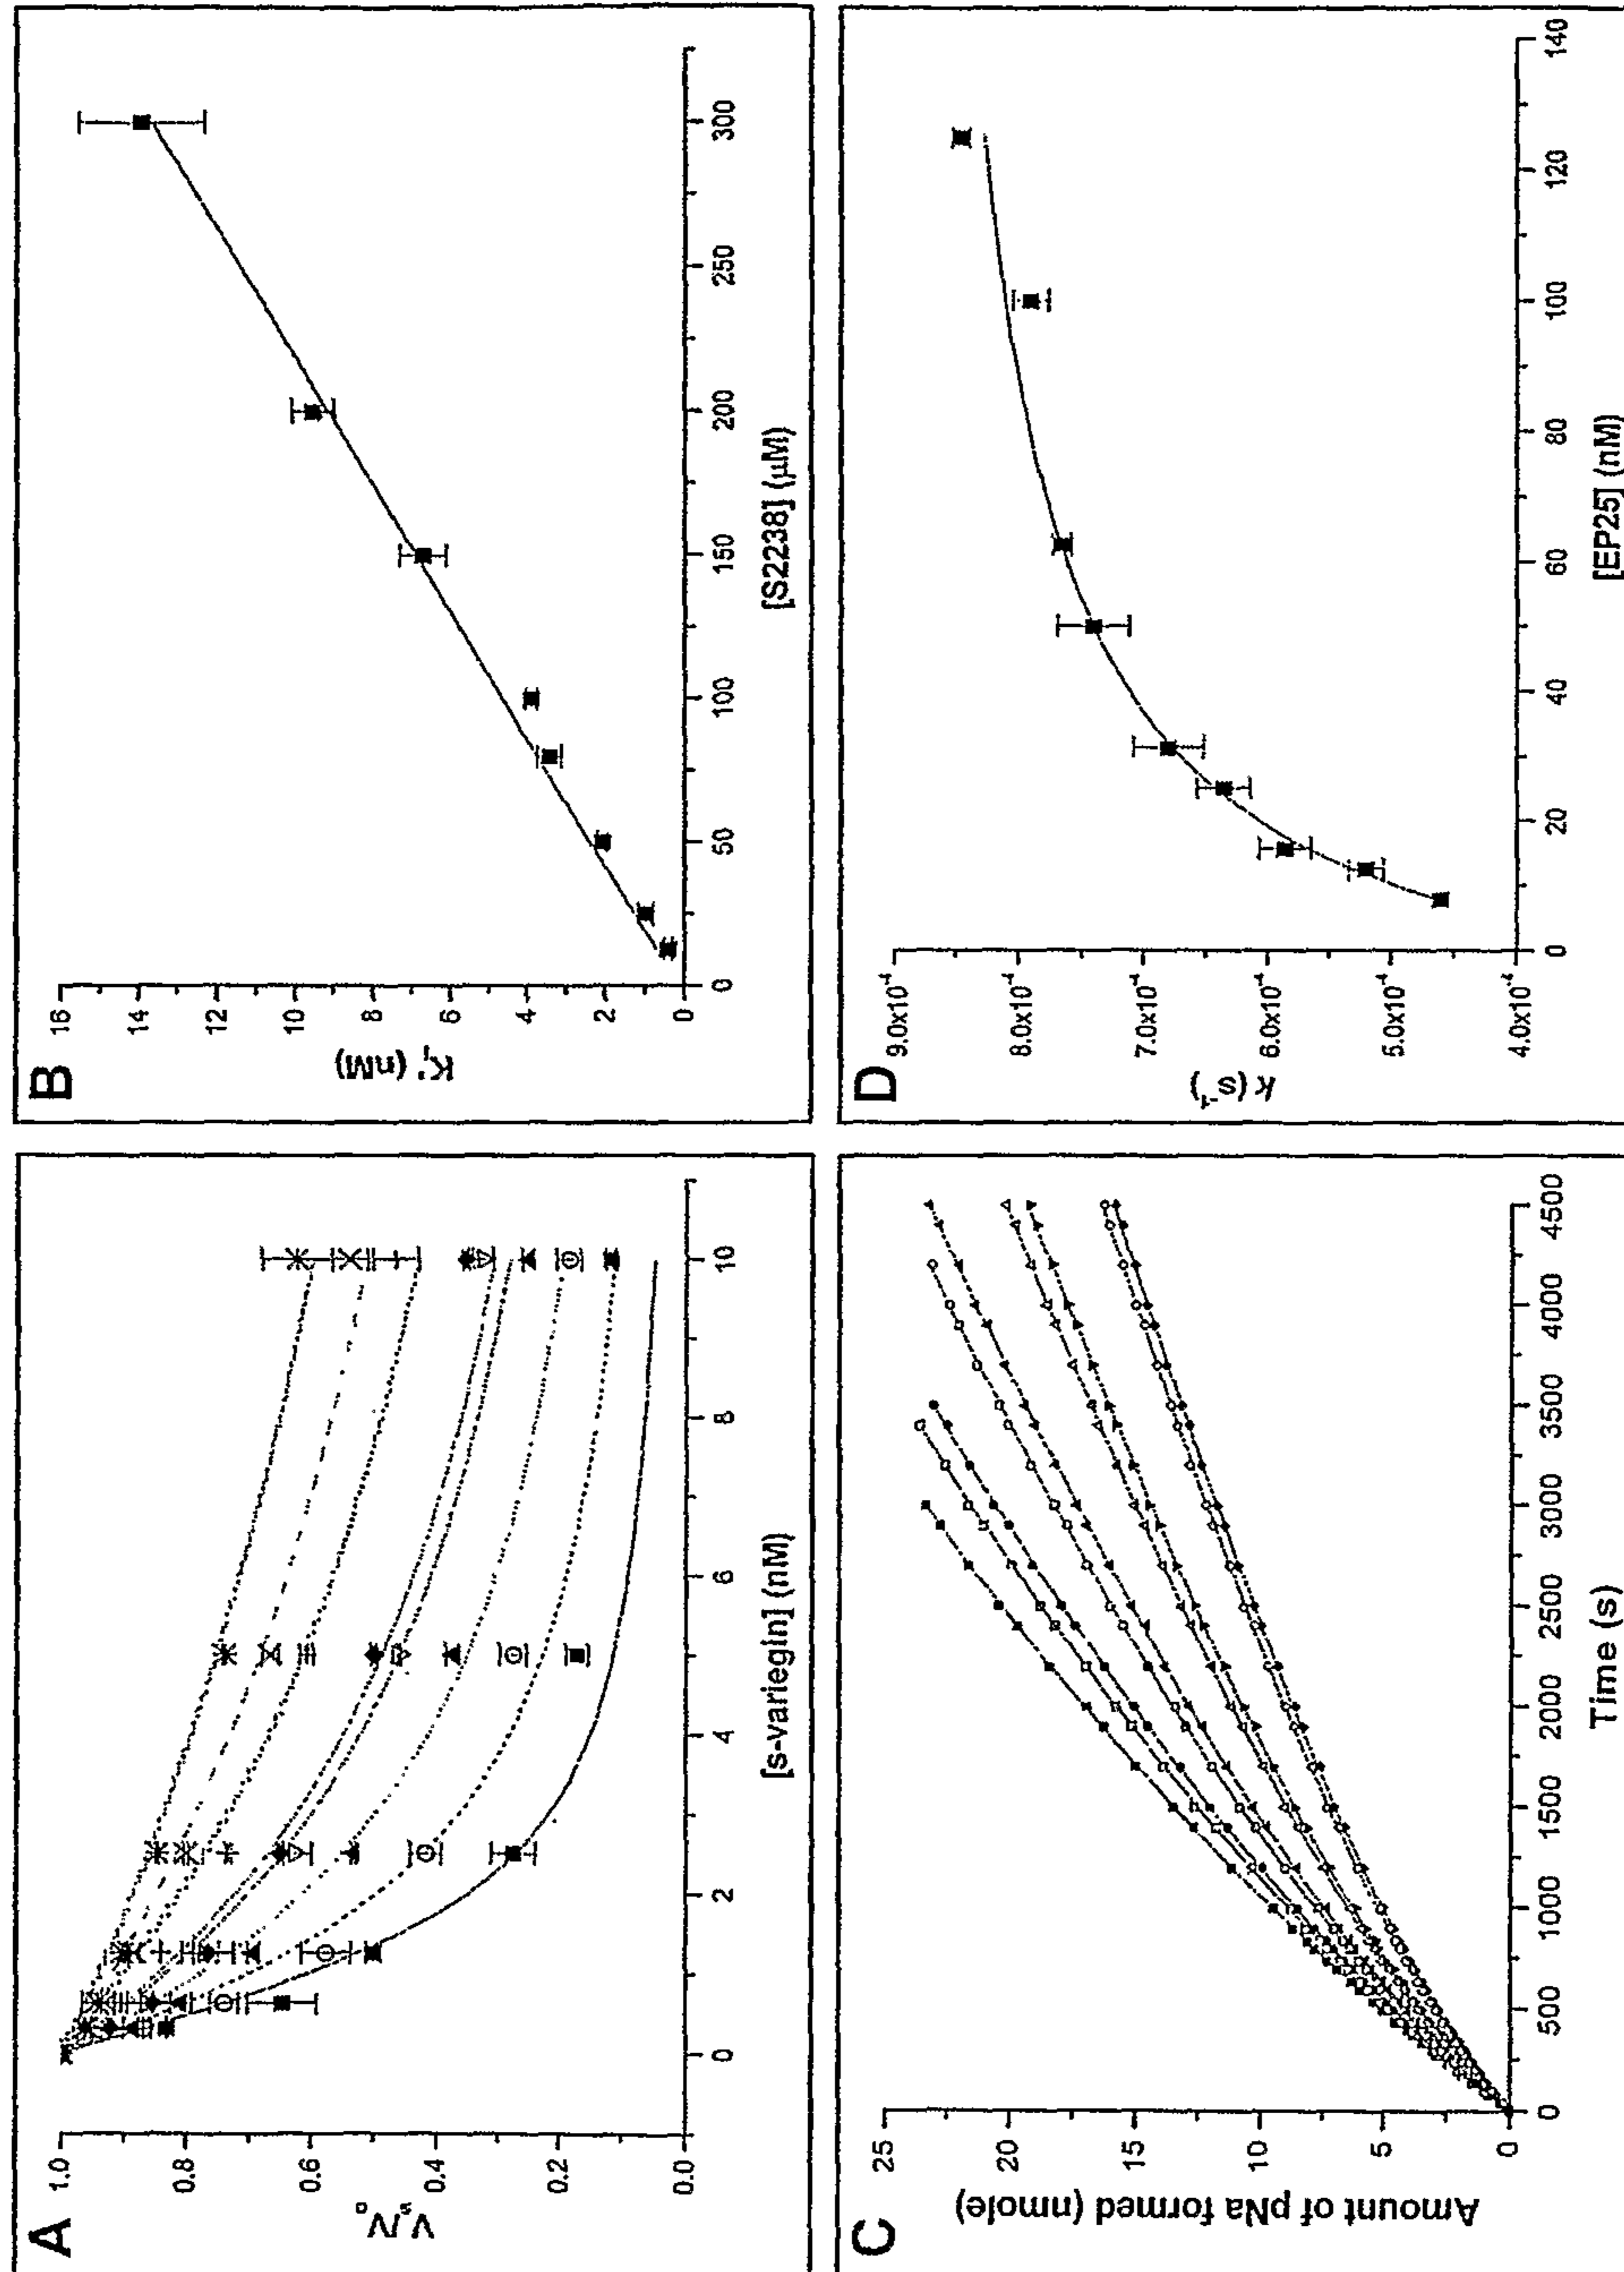 A
V_s/V_o
1.0
0.8
0.6
0.4
0.2
0.0
0 2 4 6 8 10
[s-variegin] (nM)
B
K_i' (nM)
16
14
12
10
8
6
4
2
0
0 50 100 150 200 250 300
[S2238] (μM)
C
Amount of pNa formed (nmole)
25
20
15
10
5
0
0 500 1000 1500 2000 2500 3000 3500 4000 4500
Time (s)
D
k (s⁻¹)
9.0x10⁻⁴
8.0x10⁻⁴
7.0x10⁻⁴
6.0x10⁻⁴
5.0x10⁻⁴
4.0x10⁻⁴
0 20 40 60 80 100 120 140
[EP25] (nM)